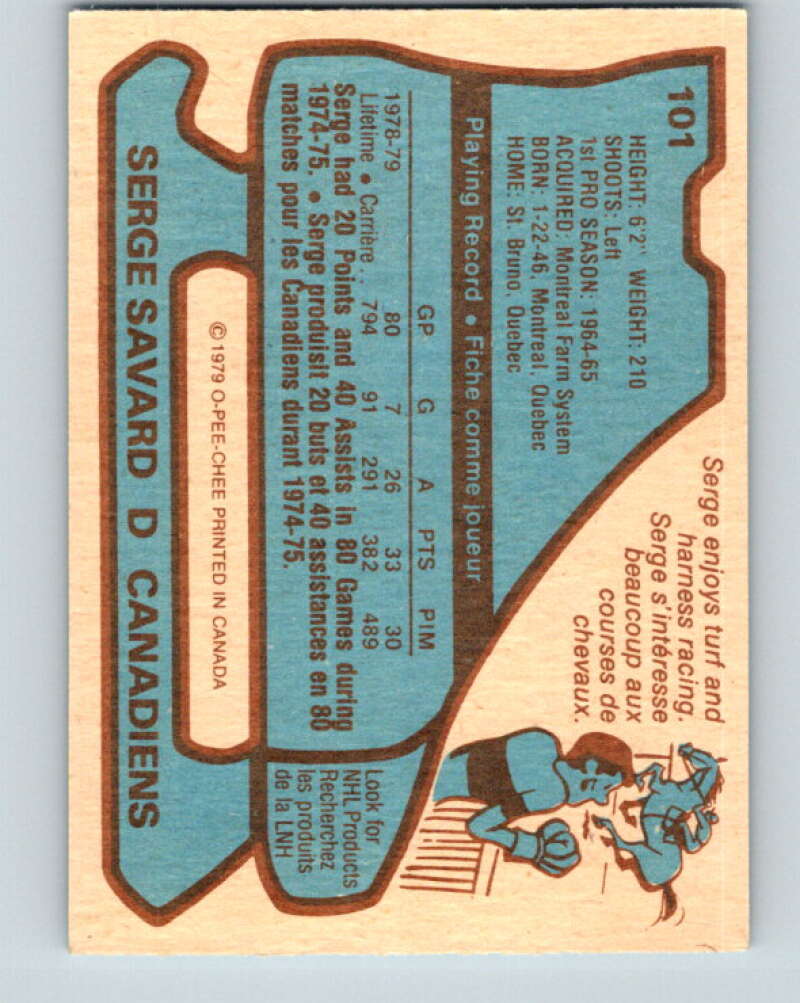 101
HEIGHT: 6'2" WEIGHT: 210
SHOOTS: Left
1st PRO SEASON: 1964-65
ACQUIRED: Montreal Farm System
BORN: 1-22-46, Montreal, Quebec
HOME: St. Bruno, Quebec
Serge enjoys turf and
harness racing.
Serge s'intéresse
beaucoup aux
courses de
chevaux.
Playing Record • Fiche comme joueur
GP G A PTS PIM
1978-79 80 7 26 33 30
Lifetime • Carrière .. 794 91 291 382 489
Serge had 20 Points and 40 Assists in 80 Games during
1974-75. • Serge produisit 20 buts et 40 assistances en 80
matches pour les Canadiens durant 1974-75.
Look for
NHL Products
Recherchez
les produits
de la LNH
© 1979 O-PEE-CHEE PRINTED IN CANADA
SERGE SAVARD D CANADIENS